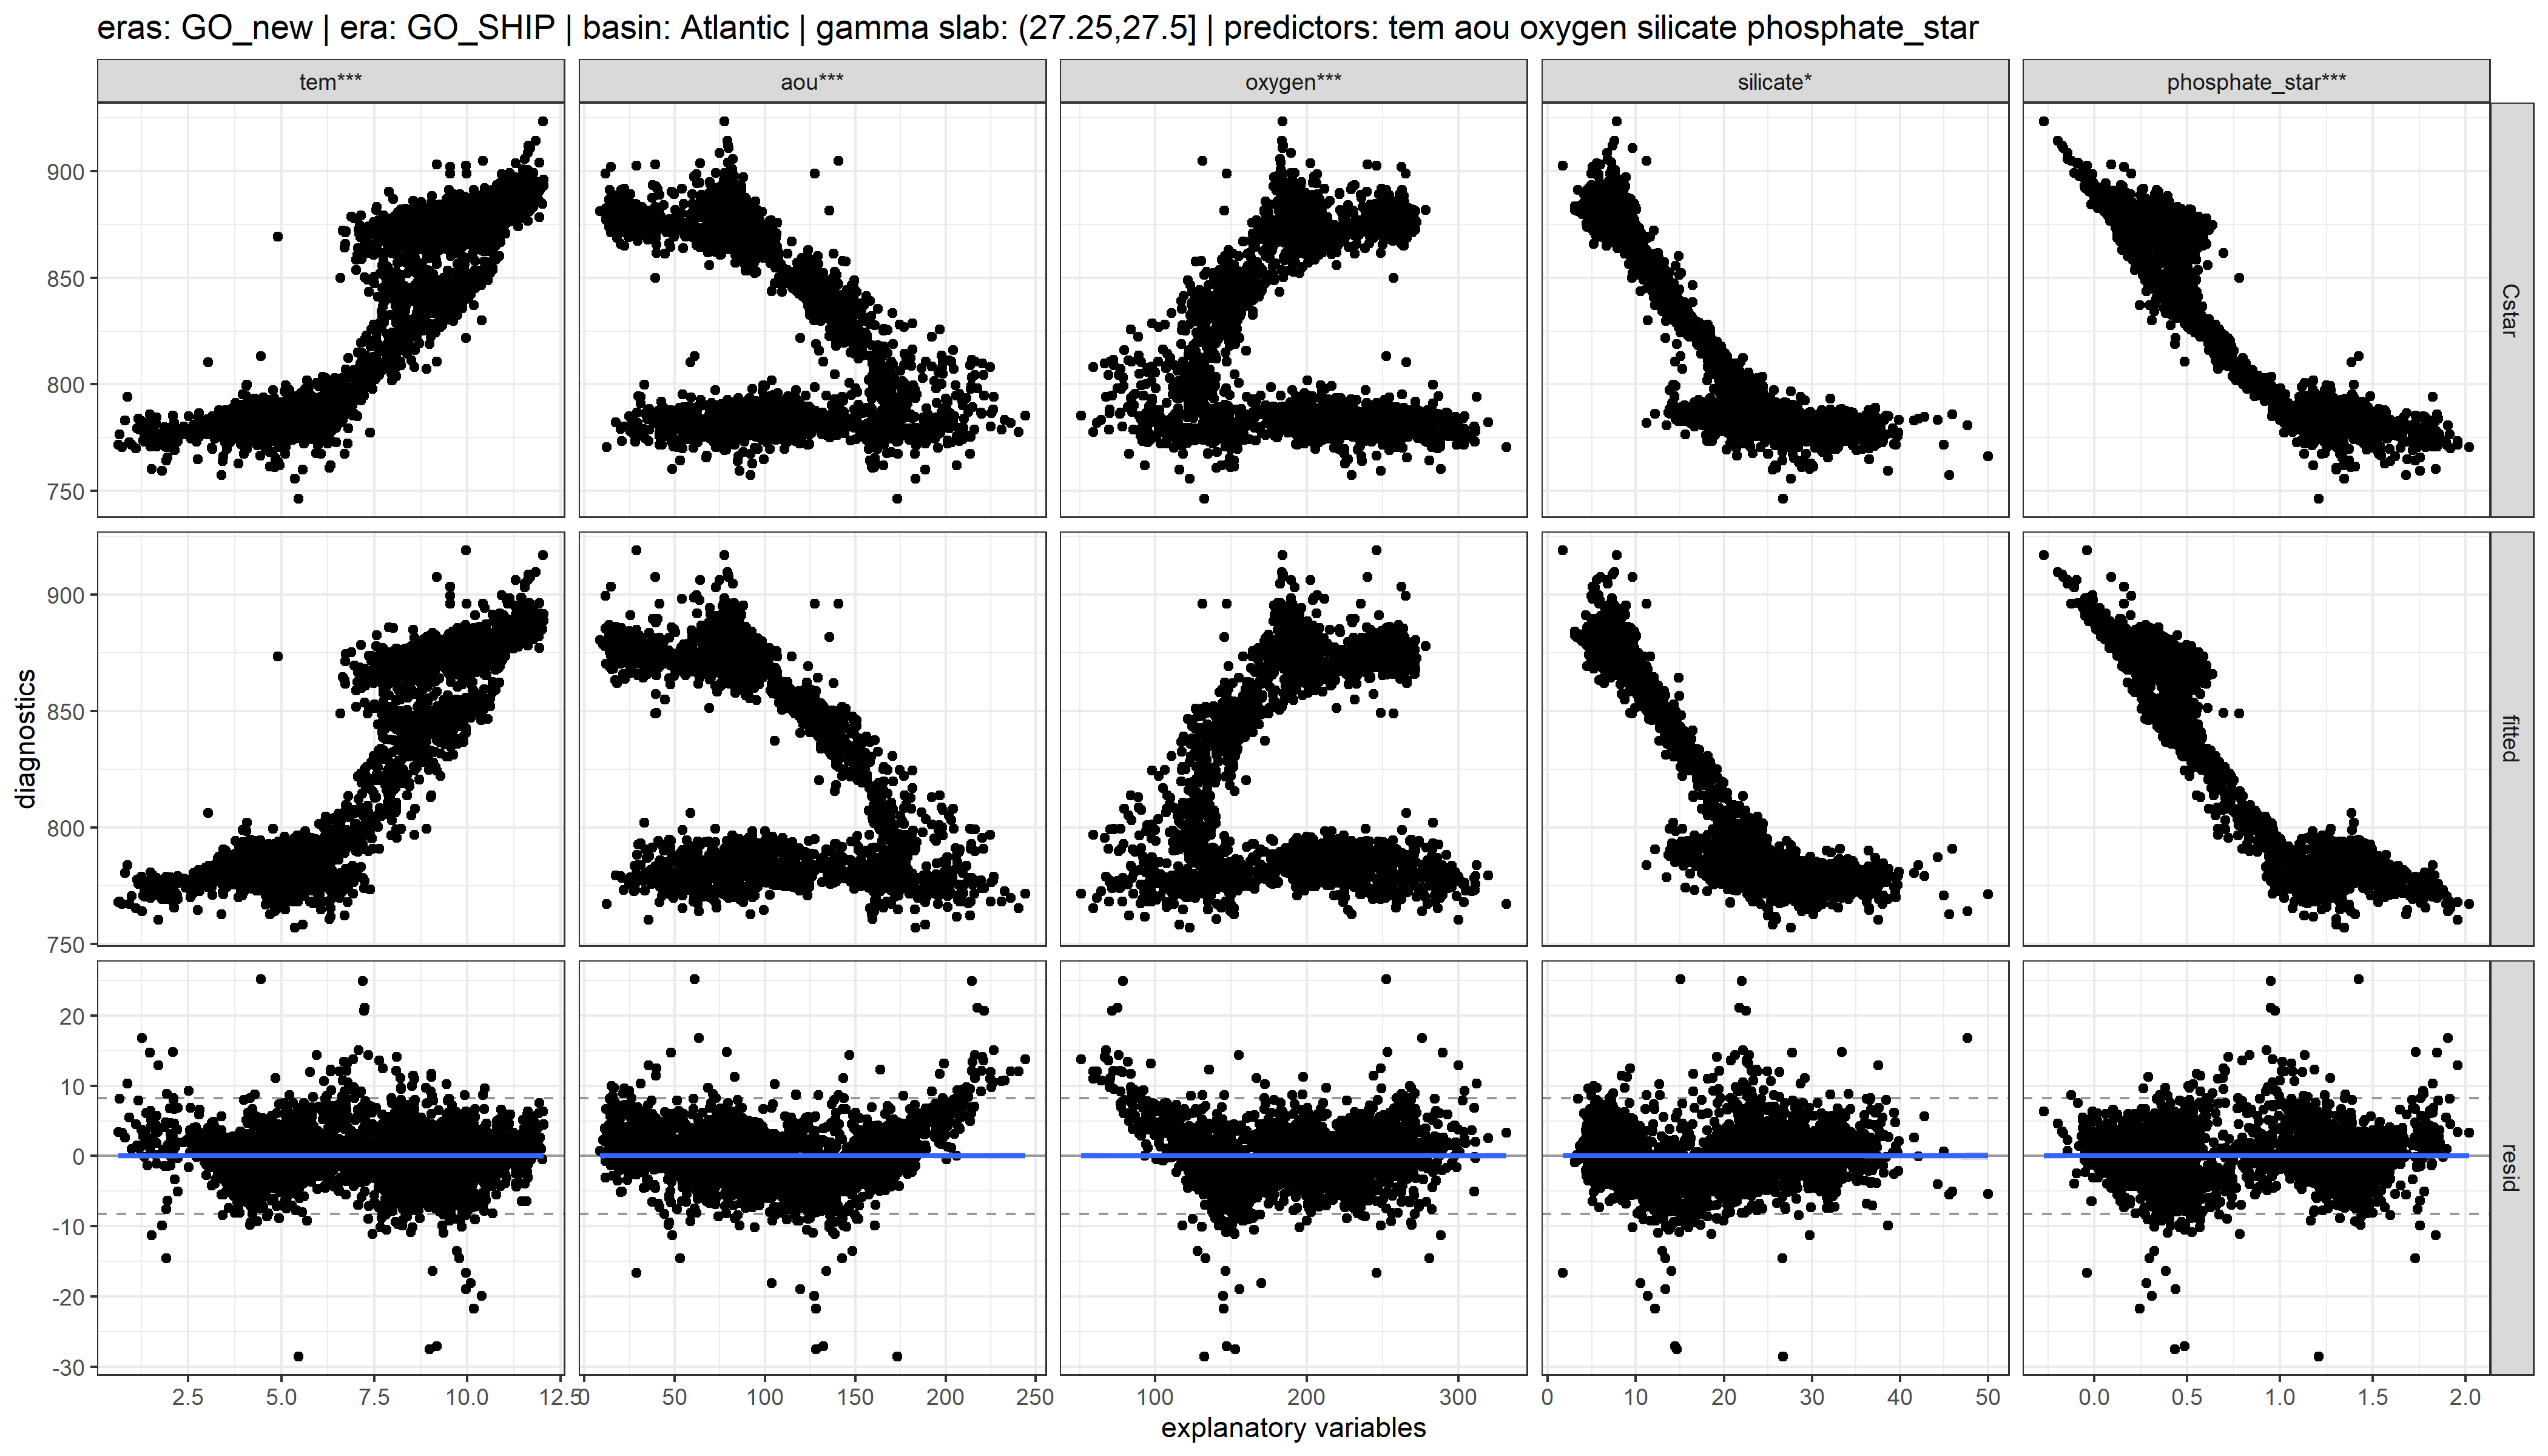 eras: GO_new | era: GO_SHIP | basin: Atlantic | gamma slab: (27.25,27.5] | predictors: tem aou oxygen silicate phosphate_star
tem*** aou*** oxygen*** silicate* phosphate_star***
900
850
800
750
Cstar
900
850
800
750
fitted
20
10
0
-10
-20
-30
resid
diagnostics
2.5 5.0 7.5 10.0 12.5
0 50 100 150 200 250
100 200 300
0 10 20 30 40 50
0.0 0.5 1.0 1.5 2.0
explanatory variables